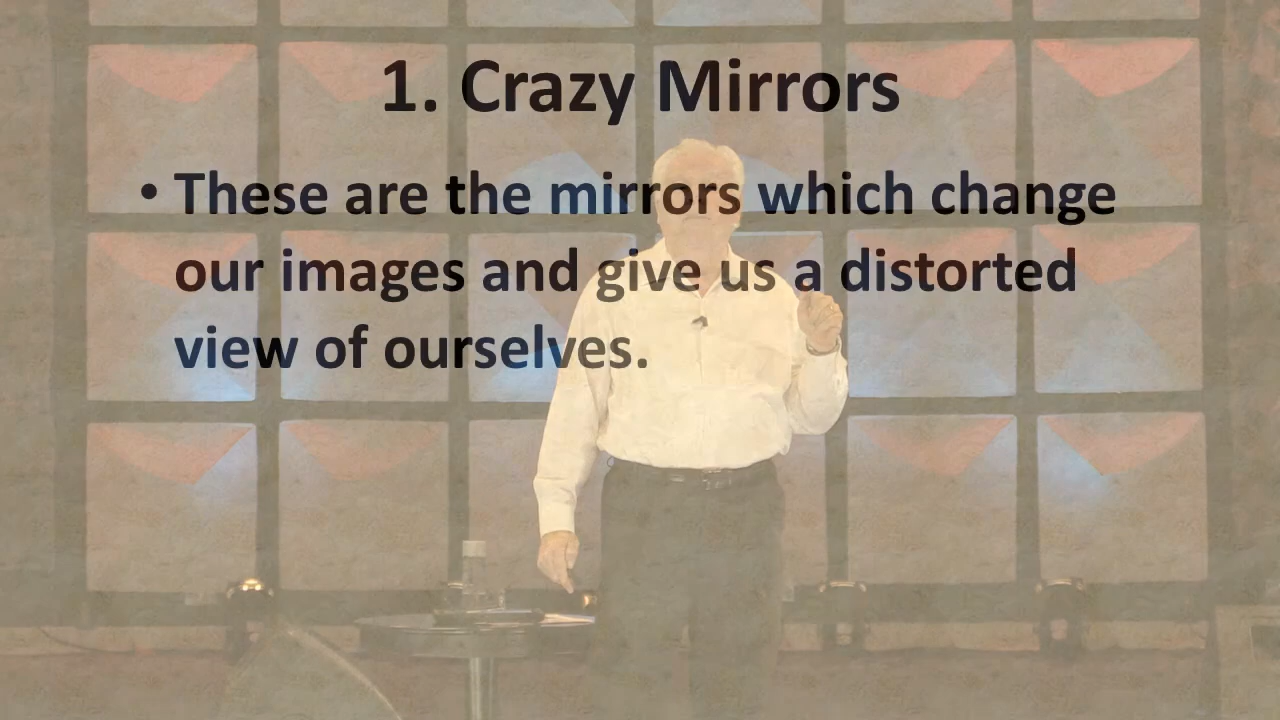 1. Crazy Mirrors
• These are the mirrors which change
our images and give us a distorted
view of ourselves.